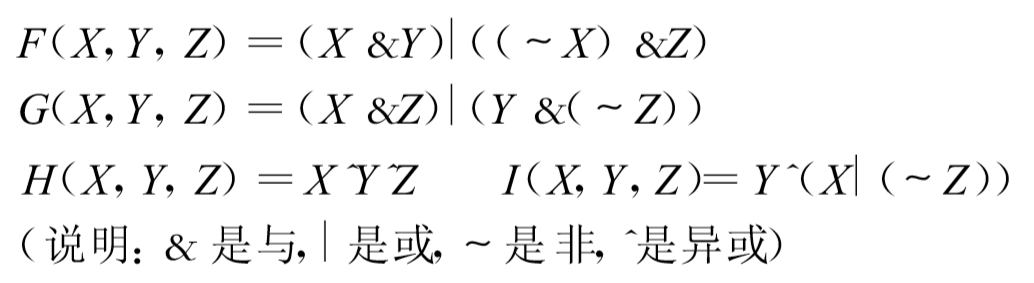 F(X, Y, Z) = (X &Y)|((~X) &Z)
G(X, Y, Z) = (X &Z)|(Y &(~Z))
H(X, Y, Z) = X^Y^Z I(X, Y, Z)= Y^(X|(~Z))
(说明: & 是与, | 是或, ~ 是非, ^是异或)